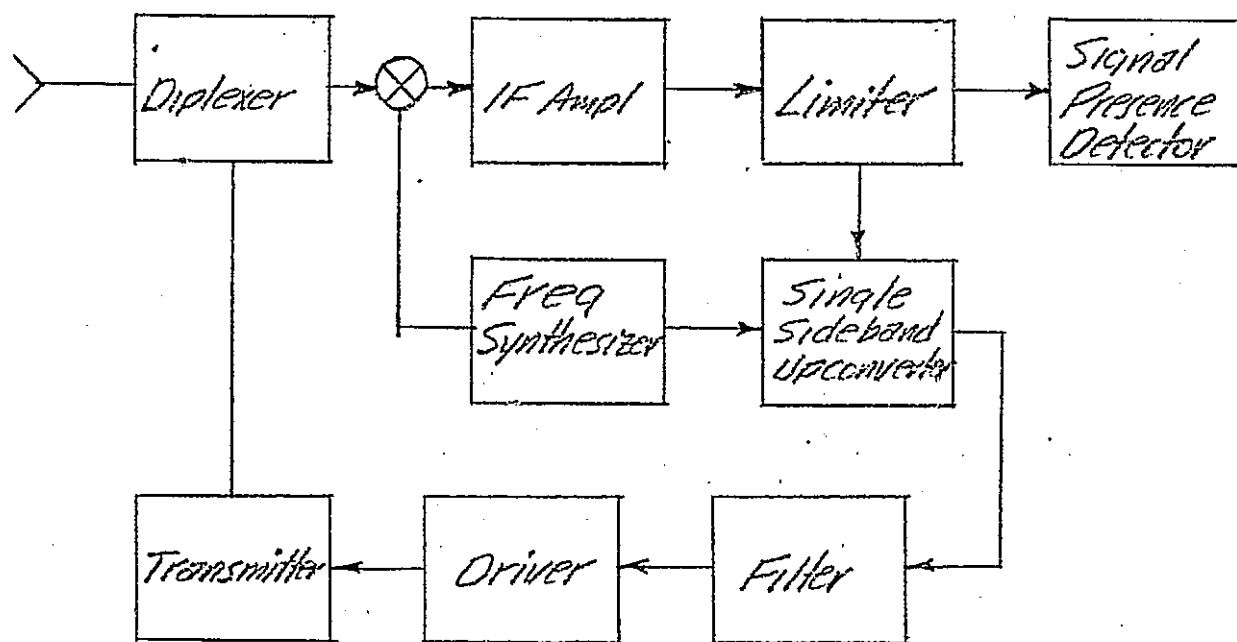 Diplexer
IF Ampl
Limiter
Signal
Presence
Detector
Freq
Synthesizer
Single
Sideband
Upconverter
Transmitter
Driver
Filter